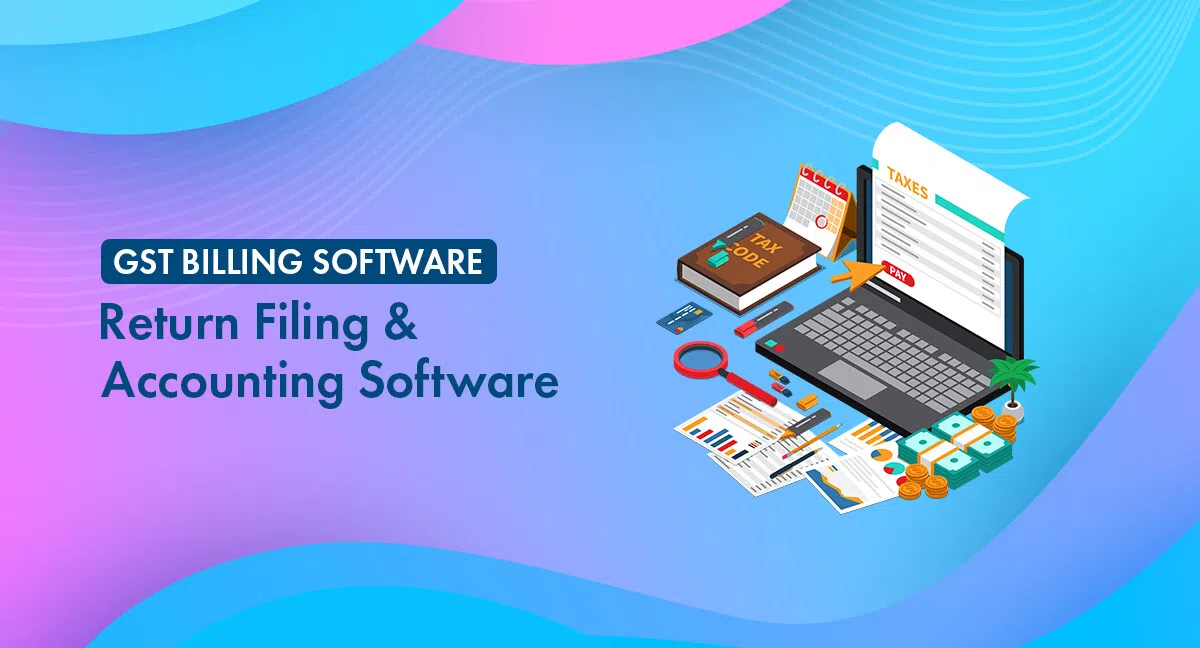 GST BILLING SOFTWARE
Return Filing &
Accounting Software
TAXES
TAX
CODE
PAY